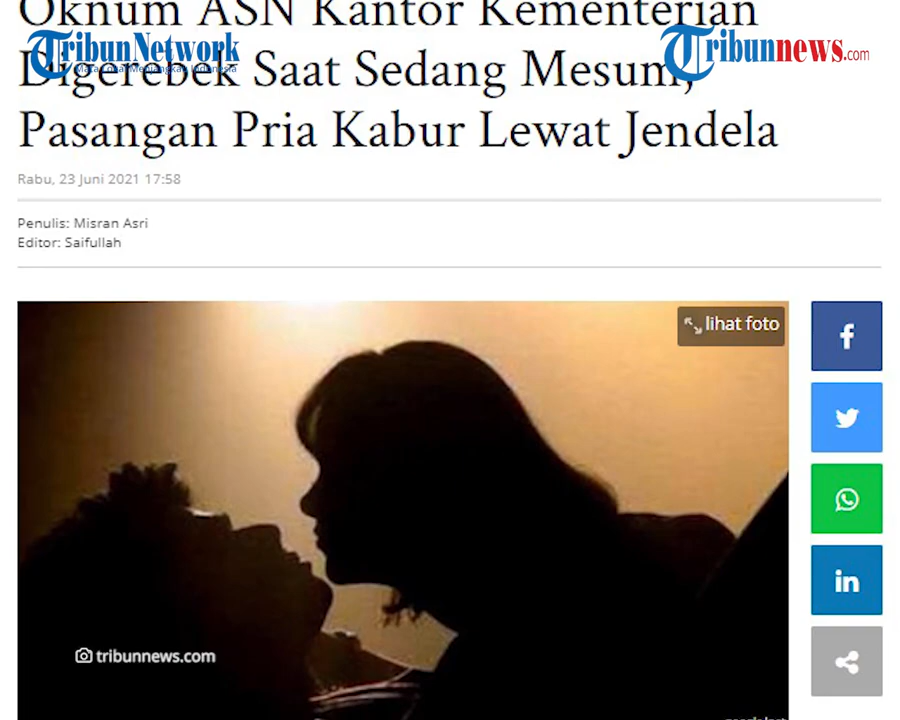 Oknum ASN Kantor Kementerian
TribunNetwork
Tribunnews.com
Digerebek Saat Sedang Mesum,
Pasangan Pria Kabur Lewat Jendela
Rabu, 23 Juni 2021 17:58
Penulis: Misran Asri
Editor: Saifullah
lihat foto
f
in
tribunnews.com